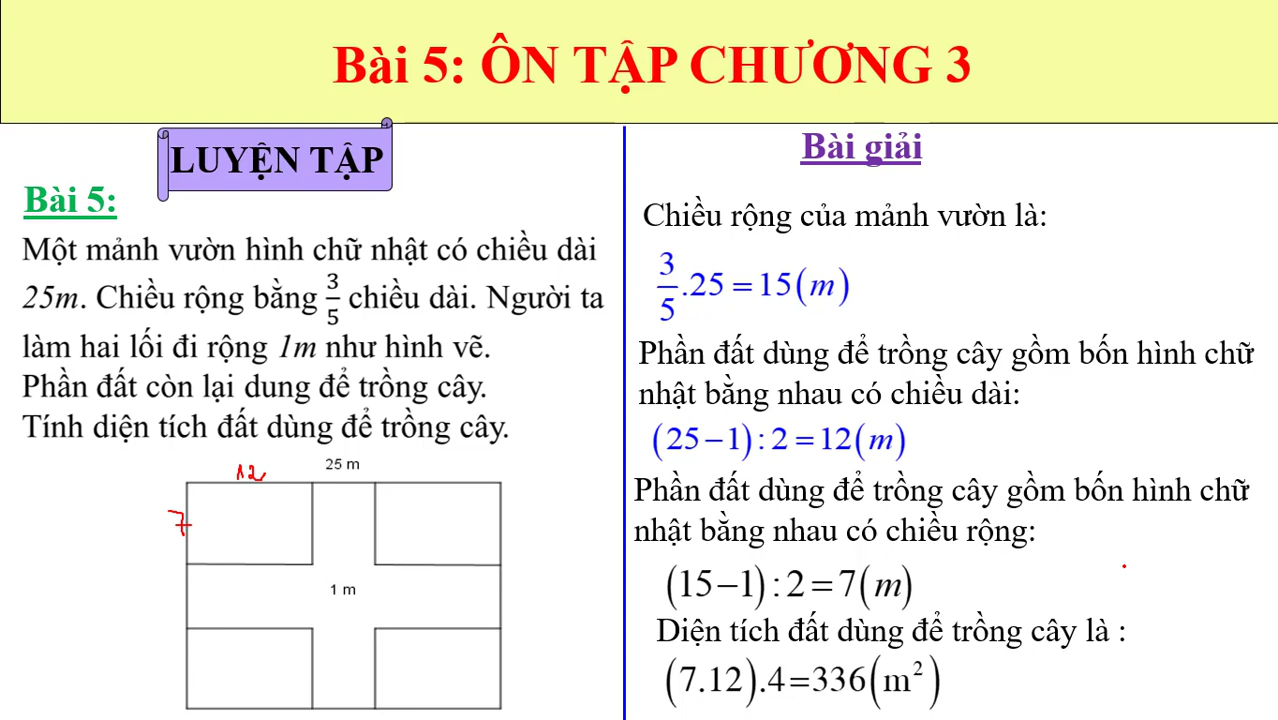 Bài 5: ÔN TẬP CHƯƠNG 3
LUYỆN TẬP
Bài 5:
Một mảnh vườn hình chữ nhật có chiều dài
25m. Chiều rộng bằng 3/5 chiều dài. Người ta
làm hai lối đi rộng 1m như hình vẽ.
Phần đất còn lại dung để trồng cây.
Tính diện tích đất dùng để trồng cây.
12
25 m
7
1 m
Bài giải
Chiều rộng của mảnh vườn là:
3/5 .25 = 15(m)
Phần đất dùng để trồng cây gồm bốn hình chữ
nhật bằng nhau có chiều dài:
(25−1):2=12(m)
Phần đất dùng để trồng cây gồm bốn hình chữ
nhật bằng nhau có chiều rộng:
(15−1):2=7(m)
Diện tích đất dùng để trồng cây là :
(7.12).4=336(m²)